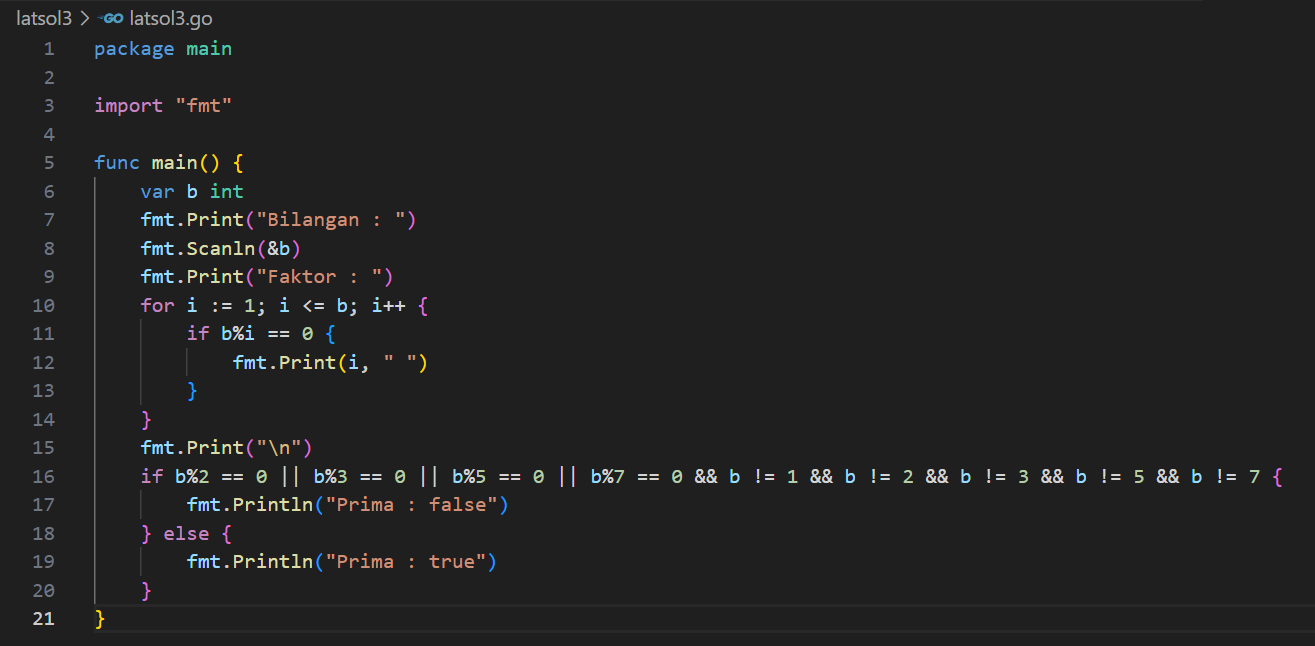 latsol3 > GO latsol3.go
1 package main
2
3 import "fmt"
4
5 func main() {
6     var b int
7     fmt.Print("Bilangan : ")
8     fmt.Scanln(&b)
9     fmt.Print("Faktor : ")
10     for i := 1; i <= b; i++ {
11         if b%i == 0 {
12             fmt.Print(i, " ")
13         }
14     }
15     fmt.Print("\n")
16     if b%2 == 0 || b%3 == 0 || b%5 == 0 || b%7 == 0 && b != 1 && b != 2 && b != 3 && b != 5 && b != 7 {
17         fmt.Println("Prima : false")
18     } else {
19         fmt.Println("Prima : true")
20     }
21 }